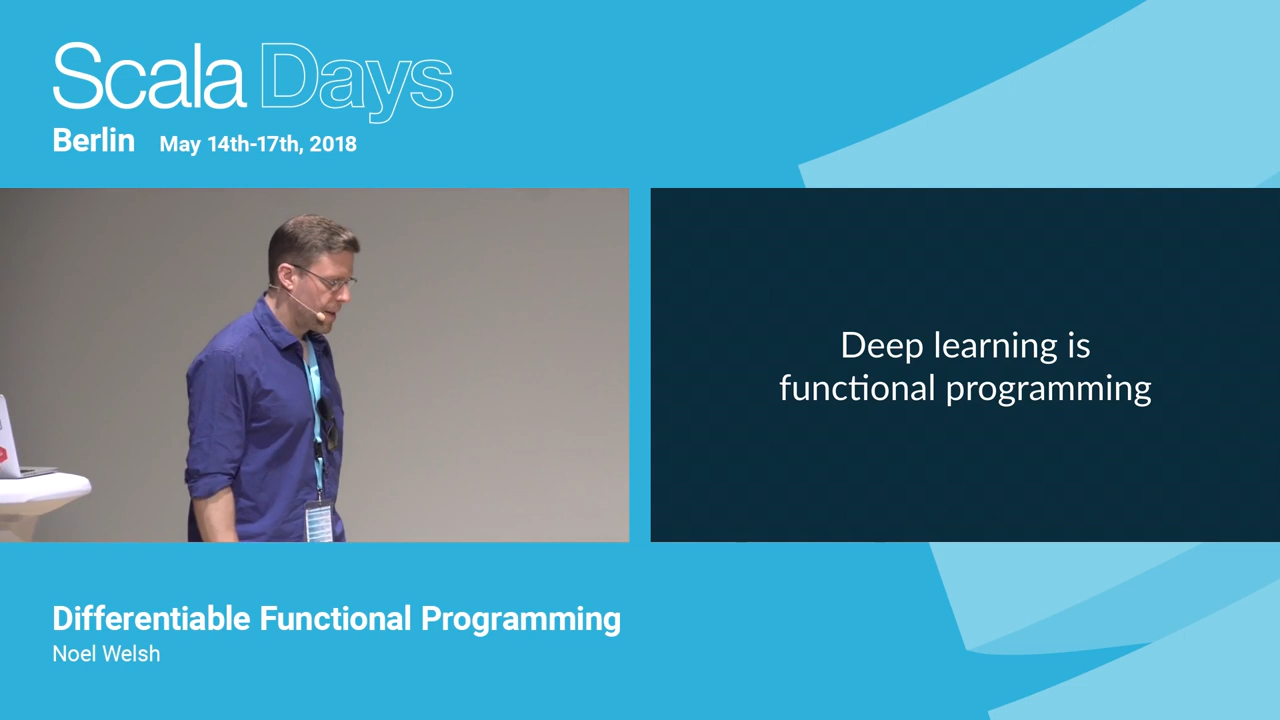 Scala Days
Berlin May 14th-17th, 2018
Deep learning is
functional programming
Differentiable Functional Programming
Noel Welsh